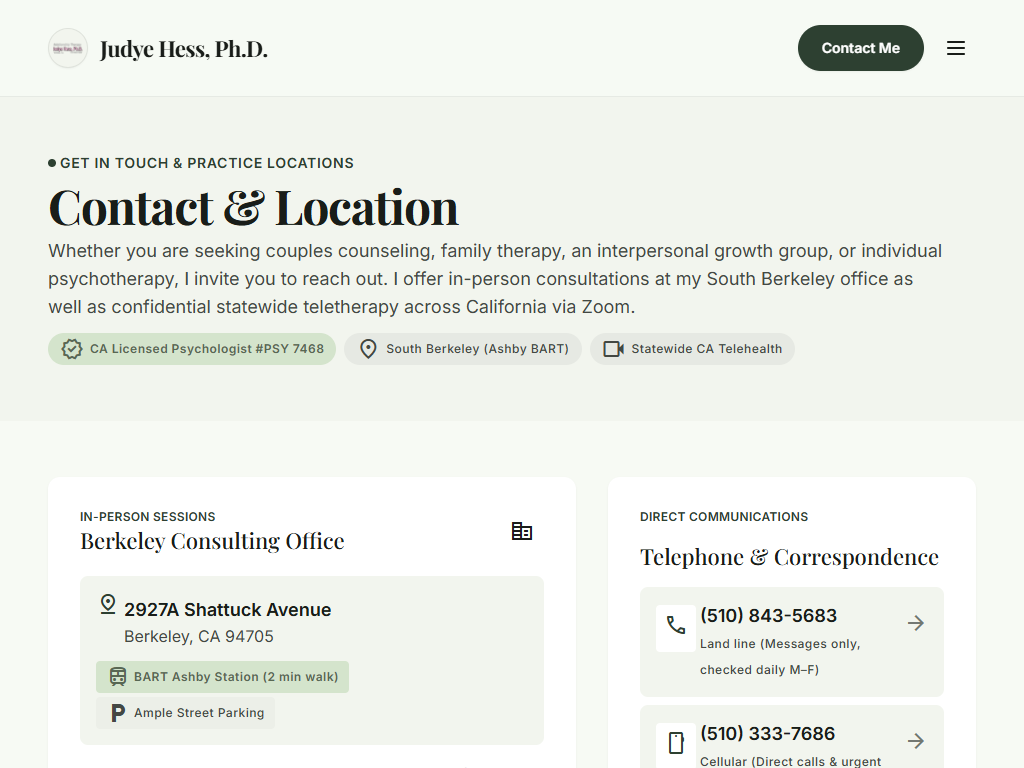 Judye Hess, Ph.D.
Contact Me
GET IN TOUCH & PRACTICE LOCATIONS
Contact & Location
Whether you are seeking couples counseling, family therapy, an interpersonal growth group, or individual
psychotherapy, I invite you to reach out. I offer in-person consultations at my South Berkeley office as
well as confidential statewide teletherapy across California via Zoom.
CA Licensed Psychologist #PSY 7468
South Berkeley (Ashby BART)
Statewide CA Telehealth
IN-PERSON SESSIONS
Berkeley Consulting Office
2927A Shattuck Avenue
Berkeley, CA 94705
BART Ashby Station (2 min walk)
P Ample Street Parking
DIRECT COMMUNICATIONS
Telephone & Correspondence
(510) 843-5683
Land line (Messages only,
checked daily M–F)
(510) 333-7686
Cellular (Direct calls & urgent